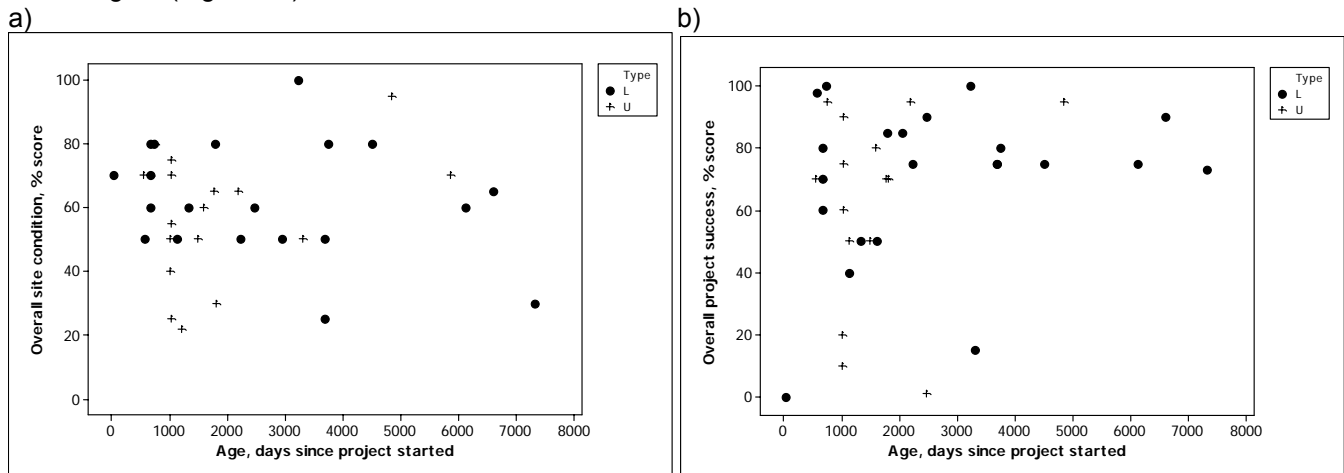 a)
b)
100
80
60
40
20
0
Overall site condition, % score
0 1000 2000 3000 4000 5000 6000 7000 8000
Age, days since project started
Type
L
U
100
80
60
40
20
0
Overall project success, % score
0 1000 2000 3000 4000 5000 6000 7000 8000
Age, days since project started
Type
L
U